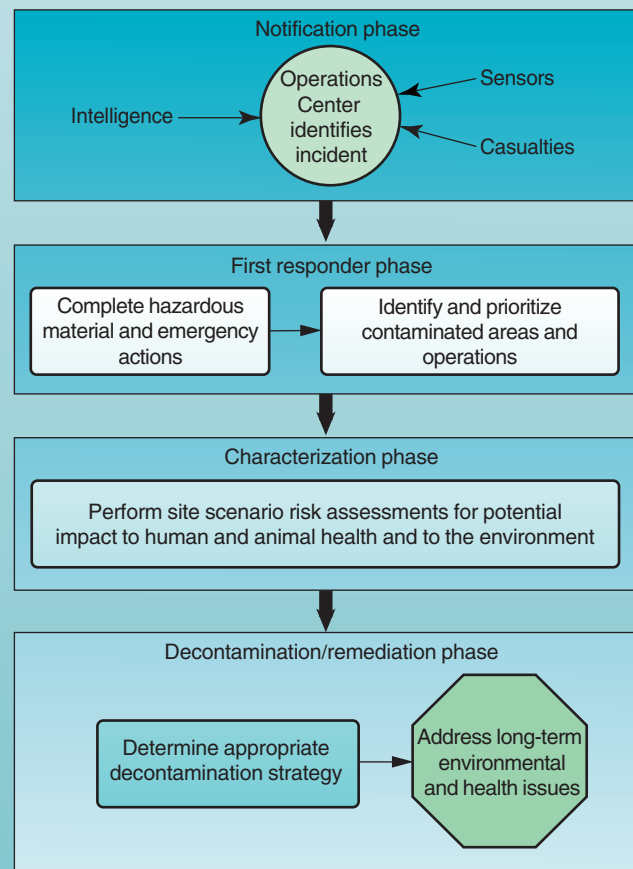 Notification phase
Operations
Center
identifies
incident
Intelligence
Sensors
Casualties
First responder phase
Complete hazardous
material and emergency
actions
Identify and prioritize
contaminated areas and
operations
Characterization phase
Perform site scenario risk assessments for potential
impact to human and animal health and to the environment
Decontamination/remediation phase
Determine appropriate
decontamination strategy
Address long-term
environmental
and health issues